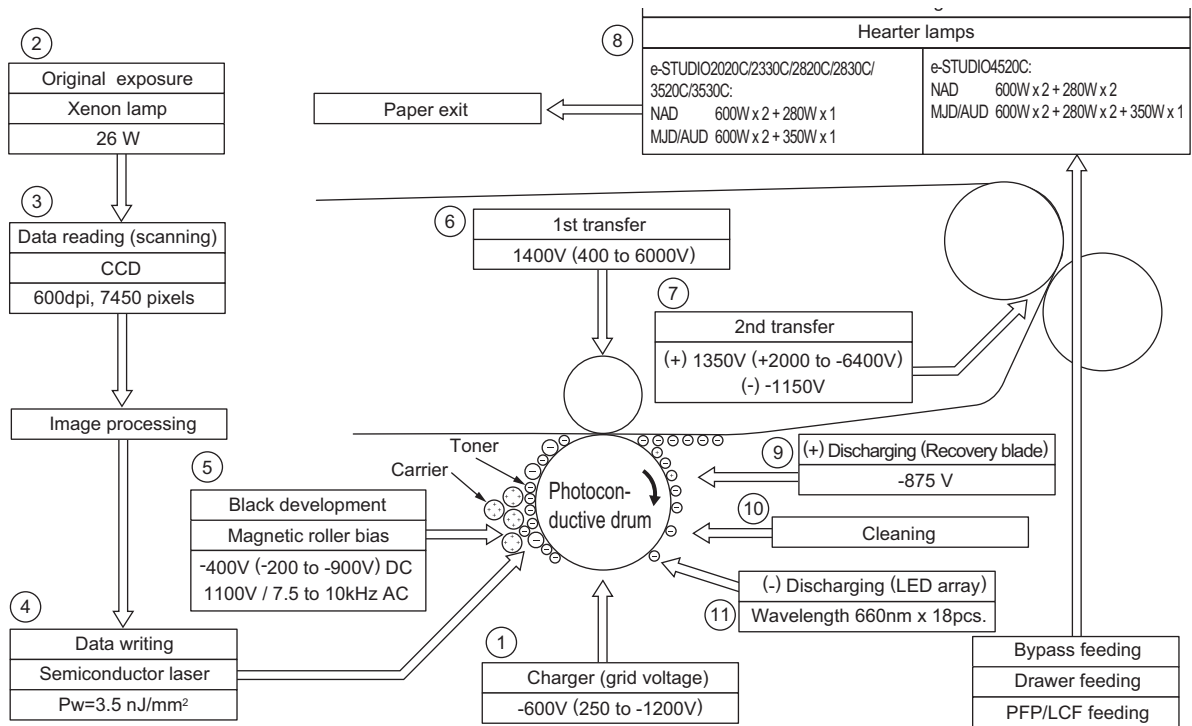 2
Original exposure
Xenon lamp
26 W
3
Data reading (scanning)
CCD
600dpi, 7450 pixels
Image processing
4
Data writing
Semiconductor laser
Pw=3.5 nJ/mm²
5
Black development
Magnetic roller bias
-400V (-200 to -900V) DC
1100V / 7.5 to 10kHz AC
Toner
Carrier
Photocon-
ductive drum
1
Charger (grid voltage)
-600V (250 to -1200V)
6
1st transfer
1400V (400 to 6000V)
7
2nd transfer
(+) 1350V (+2000 to -6400V)
(-) -1150V
Paper exit
8
Hearter lamps
e-STUDIO2020C/2330C/2820C/2830C/
3520C/3530C:
NAD 600W x 2 + 280W x 1
MJD/AUD 600W x 2 + 350W x 1
e-STUDIO4520C:
NAD 600W x 2 + 280W x 2
MJD/AUD 600W x 2 + 280W x 2 + 350W x 1
9
(+) Discharging (Recovery blade)
-875 V
10
Cleaning
11
(-) Discharging (LED array)
Wavelength 660nm x 18pcs.
Bypass feeding
Drawer feeding
PFP/LCF feeding